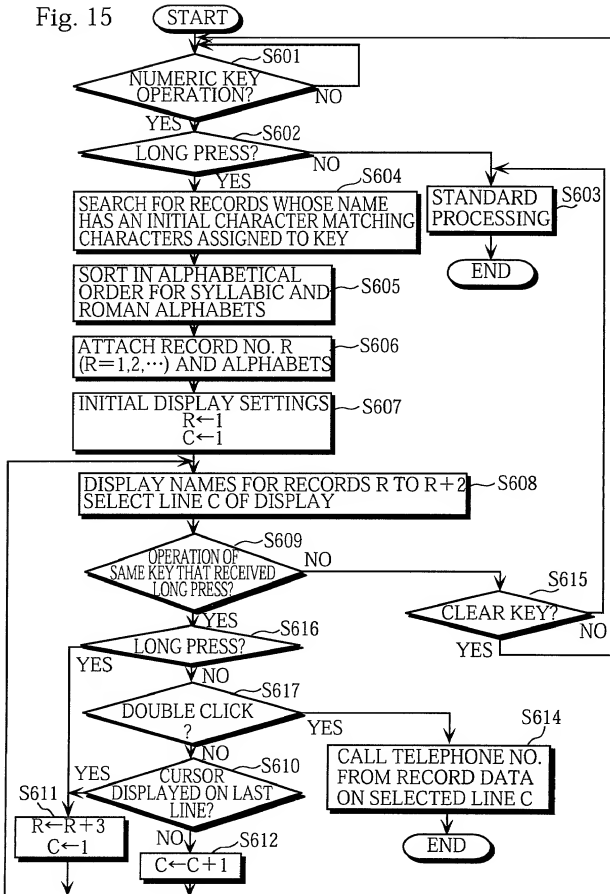 Fig. 15
START
S601
NUMERIC KEY
OPERATION?
NO
YES
S602
LONG PRESS?
NO
YES
S604
SEARCH FOR RECORDS WHOSE NAME
HAS AN INITIAL CHARACTER MATCHING
CHARACTERS ASSIGNED TO KEY
STANDARD
PROCESSING
S603
END
SORT IN ALPHABETICAL
ORDER FOR SYLLABIC AND
ROMAN ALPHABETS
S605
ATTACH RECORD NO. R
(R=1,2,···) AND ALPHABETS
S606
INITIAL DISPLAY SETTINGS
R←1
C←1
S607
DISPLAY NAMES FOR RECORDS R TO R+2
SELECT LINE C OF DISPLAY
S608
S609
OPERATION OF
SAME KEY THAT RECEIVED
LONG PRESS?
NO
YES
S615
CLEAR KEY?
NO
YES
S616
LONG PRESS?
YES
NO
S617
DOUBLE CLICK
?
YES
NO
S614
CALL TELEPHONE NO.
FROM RECORD DATA
ON SELECTED LINE C
END
S610
CURSOR
DISPLAYED ON LAST
LINE?
YES
NO
S611
R←R+3
C←1
S612
C←C+1